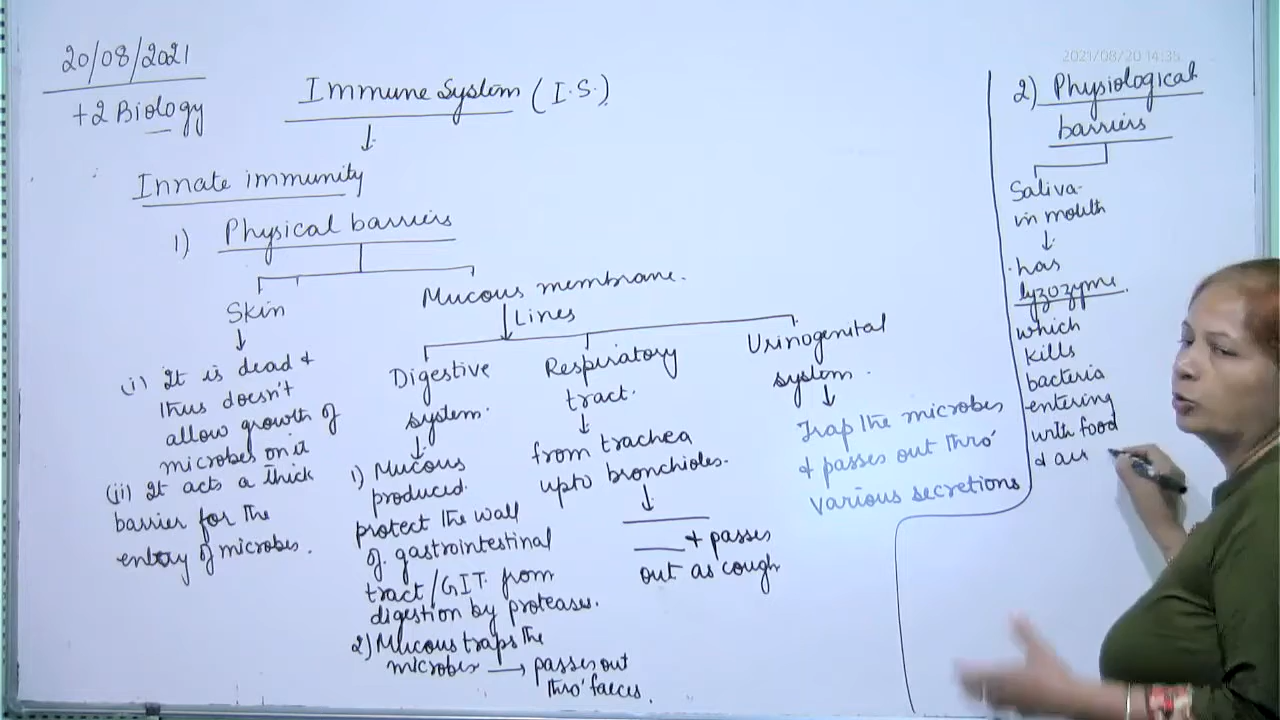 20/08/2021
+2 Biology
Immune System (I.S.)
Innate immunity
1) Physical barriers
Skin
(i) It is dead &
thus doesn't
allow growth of
microbes on it
(ii) It acts a thick
barrier for the
entry of microbes.
Mucous membrane.
Lines
Digestive
system.
1) Mucous
produced
protect the wall
of gastrointestinal
tract/GIT from
digestion by proteases.
2) Mucous traps the
microbes → passes out
thro' faeces.
Respiratory
tract.
from trachea
upto bronchioles.
+ passes
out as cough
Urinogenital
system.
Trap the microbes
& passes out thro'
various secretions
2021/08/20 14:35
2) Physiological
barriers
Saliva-
in mouth
has
lyzozyme.
which
kills
bacteria
entering
with food
&